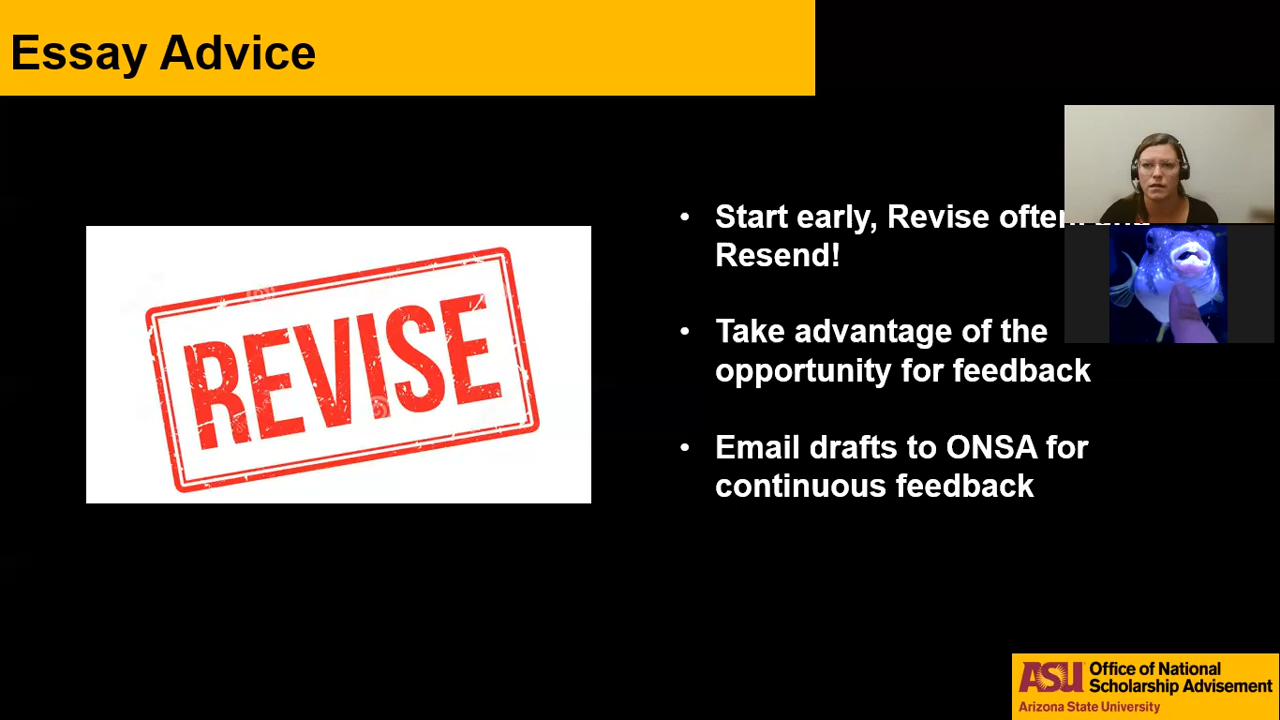 Essay Advice
REVISE
• Start early, Revise often and
Resend!
• Take advantage of the
opportunity for feedback
• Email drafts to ONSA for
continuous feedback
ASU Office of National
Scholarship Advisement
Arizona State University